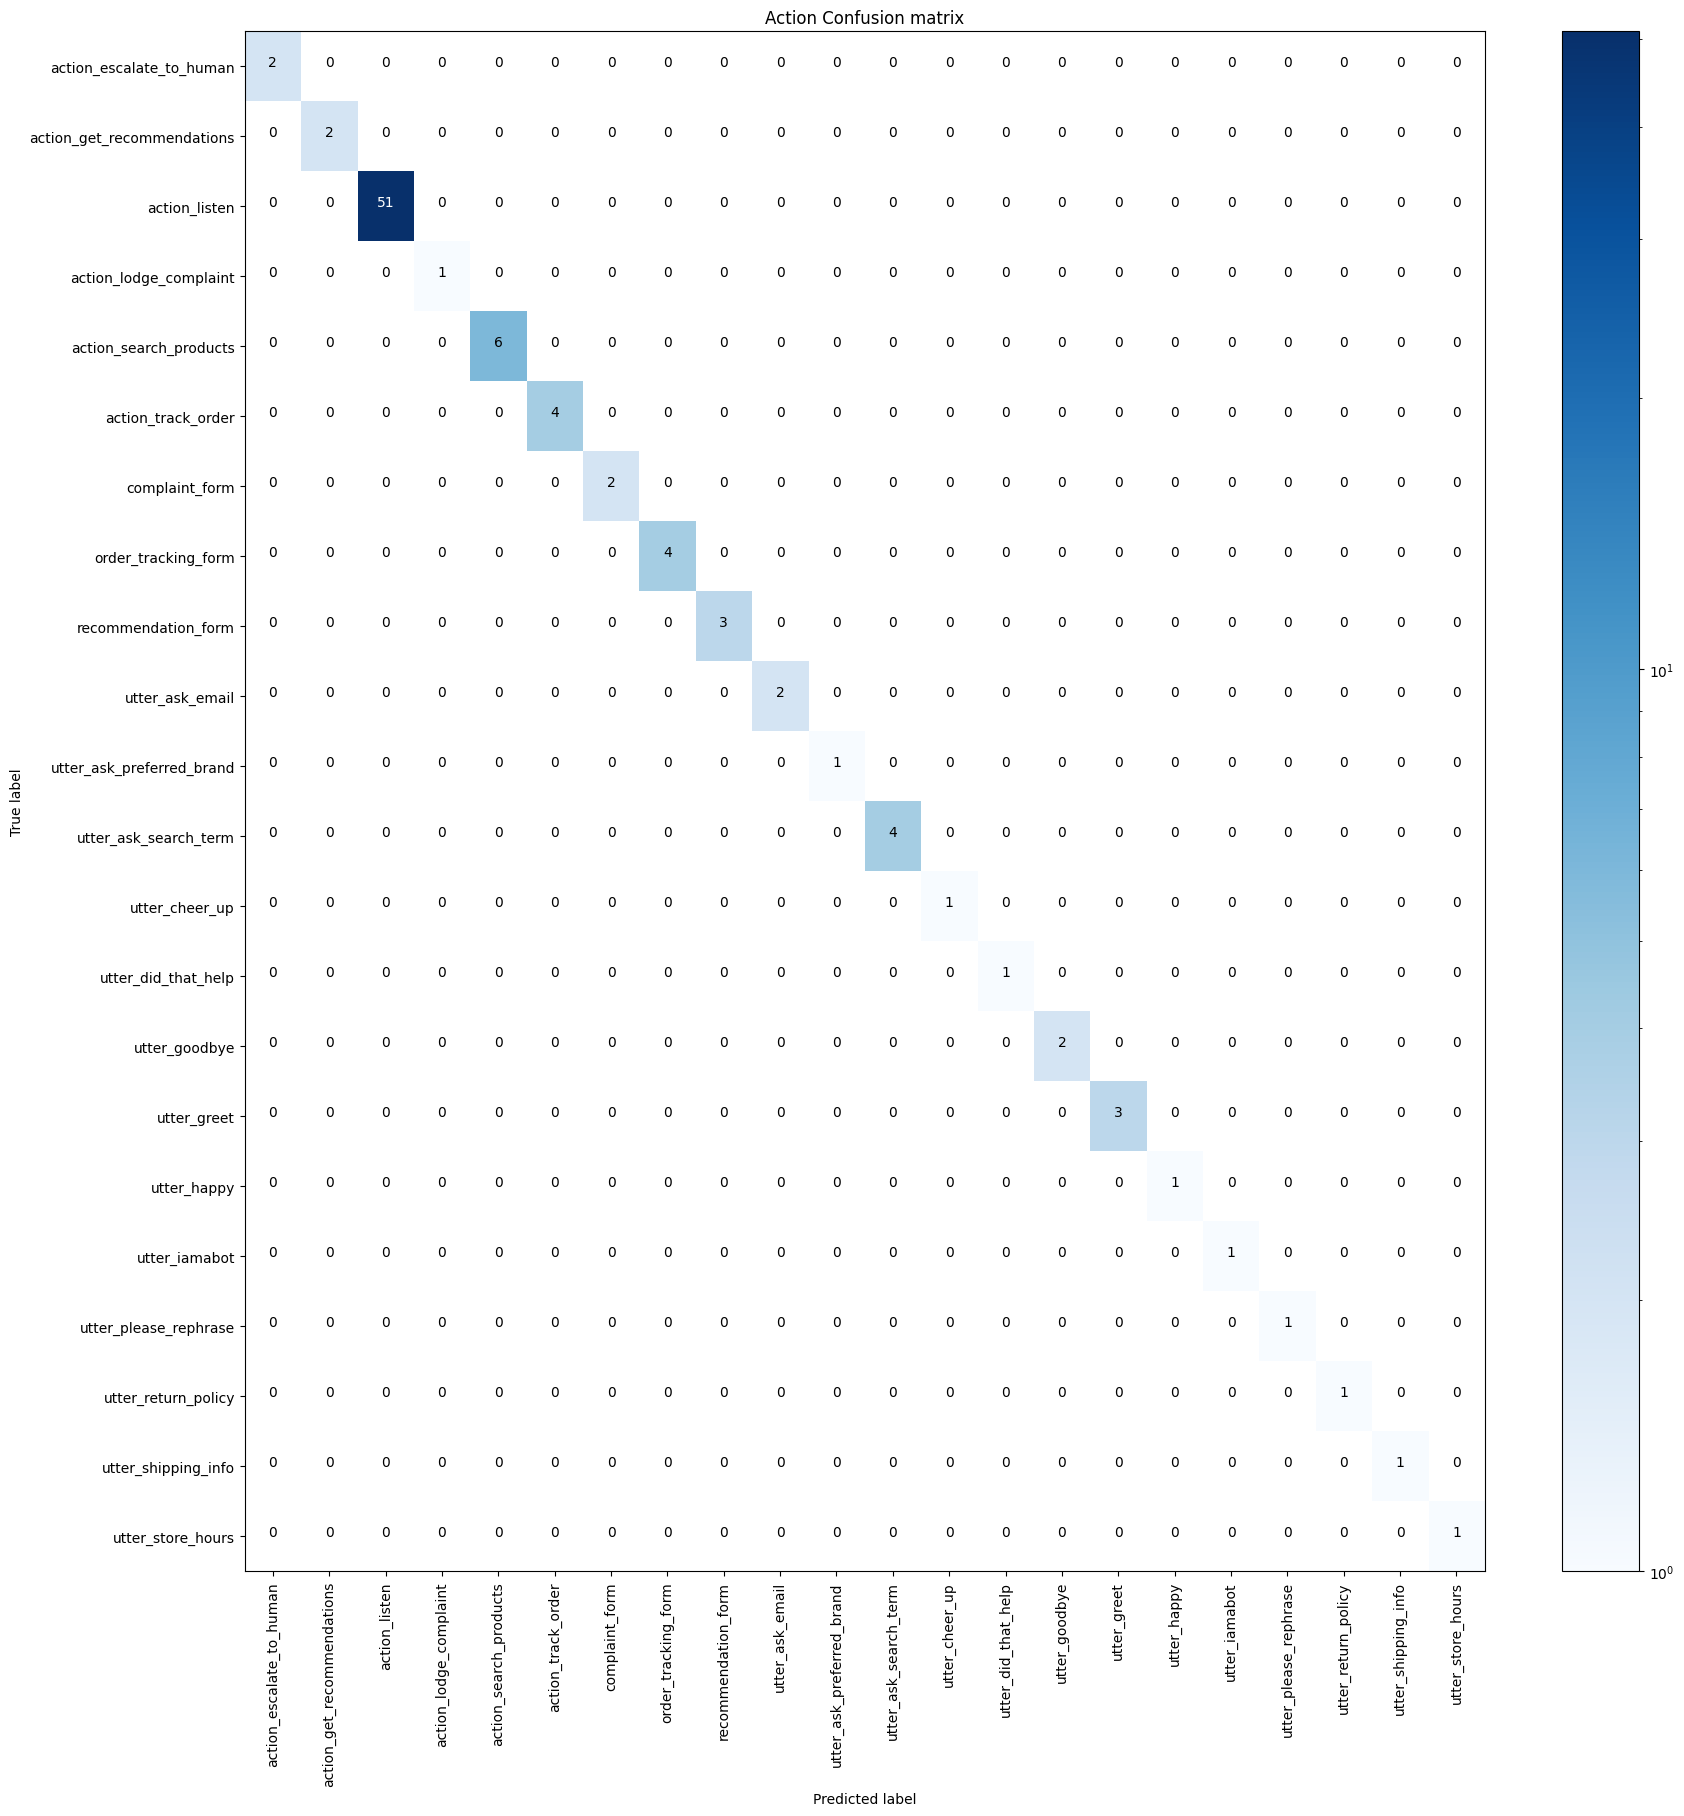 Action Confusion matrix
action_escalate_to_human 2 0 0 0 0 0 0 0 0 0 0 0 0 0 0 0 0 0 0 0 0 0
action_get_recommendations 0 2 0 0 0 0 0 0 0 0 0 0 0 0 0 0 0 0 0 0 0 0
action_listen 0 0 51 0 0 0 0 0 0 0 0 0 0 0 0 0 0 0 0 0 0 0
action_lodge_complaint 0 0 0 1 0 0 0 0 0 0 0 0 0 0 0 0 0 0 0 0 0 0
action_search_products 0 0 0 0 6 0 0 0 0 0 0 0 0 0 0 0 0 0 0 0 0 0
action_track_order 0 0 0 0 0 4 0 0 0 0 0 0 0 0 0 0 0 0 0 0 0 0
complaint_form 0 0 0 0 0 0 2 0 0 0 0 0 0 0 0 0 0 0 0 0 0 0
order_tracking_form 0 0 0 0 0 0 0 4 0 0 0 0 0 0 0 0 0 0 0 0 0 0
recommendation_form 0 0 0 0 0 0 0 0 3 0 0 0 0 0 0 0 0 0 0 0 0 0
utter_ask_email 0 0 0 0 0 0 0 0 0 2 0 0 0 0 0 0 0 0 0 0 0 0
utter_ask_preferred_brand 0 0 0 0 0 0 0 0 0 0 1 0 0 0 0 0 0 0 0 0 0 0
utter_ask_search_term 0 0 0 0 0 0 0 0 0 0 0 4 0 0 0 0 0 0 0 0 0 0
utter_cheer_up 0 0 0 0 0 0 0 0 0 0 0 0 1 0 0 0 0 0 0 0 0 0
utter_did_that_help 0 0 0 0 0 0 0 0 0 0 0 0 0 1 0 0 0 0 0 0 0 0
utter_goodbye 0 0 0 0 0 0 0 0 0 0 0 0 0 0 2 0 0 0 0 0 0 0
utter_greet 0 0 0 0 0 0 0 0 0 0 0 0 0 0 0 3 0 0 0 0 0 0
utter_happy 0 0 0 0 0 0 0 0 0 0 0 0 0 0 0 0 1 0 0 0 0 0
utter_iamabot 0 0 0 0 0 0 0 0 0 0 0 0 0 0 0 0 0 1 0 0 0 0
utter_please_rephrase 0 0 0 0 0 0 0 0 0 0 0 0 0 0 0 0 0 0 1 0 0 0
utter_return_policy 0 0 0 0 0 0 0 0 0 0 0 0 0 0 0 0 0 0 0 1 0 0
utter_shipping_info 0 0 0 0 0 0 0 0 0 0 0 0 0 0 0 0 0 0 0 0 1 0
utter_store_hours 0 0 0 0 0 0 0 0 0 0 0 0 0 0 0 0 0 0 0 0 0 1
True label
action_escalate_to_human
action_get_recommendations
action_listen
action_lodge_complaint
action_search_products
action_track_order
complaint_form
order_tracking_form
recommendation_form
utter_ask_email
utter_ask_preferred_brand
utter_ask_search_term
utter_cheer_up
utter_did_that_help
utter_goodbye
utter_greet
utter_happy
utter_iamabot
utter_please_rephrase
utter_return_policy
utter_shipping_info
utter_store_hours
Predicted label
10¹
10⁰